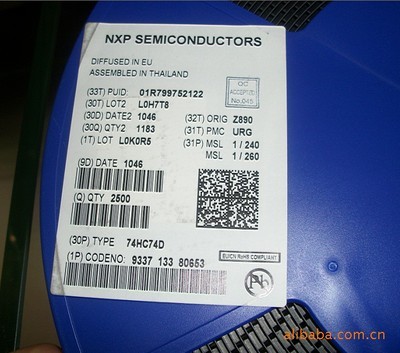 NXP SEMICONDUCTORS
DIFFUSED IN EU
ASSEMBLED IN THAILAND
QC
ACCEPT(D)
No.045
(33T) PUID: 01R799752122
(30T) LOT2 L0H7T8
(30D) DATE2 1046 (32T) ORIG Z890
(30Q) QTY2 1183 (31T) PMC URG
(1T) LOT L0K0R5 (31P) MSL 1/240
MSL 1/260
(9D) DATE 1046
(Q) QTY 2500
(30P) TYPE 74HC74D
EU/CN RoHS COMPLIANT
(1P) CODENO: 9337 133 80653
Pb
alibaba.com.cn